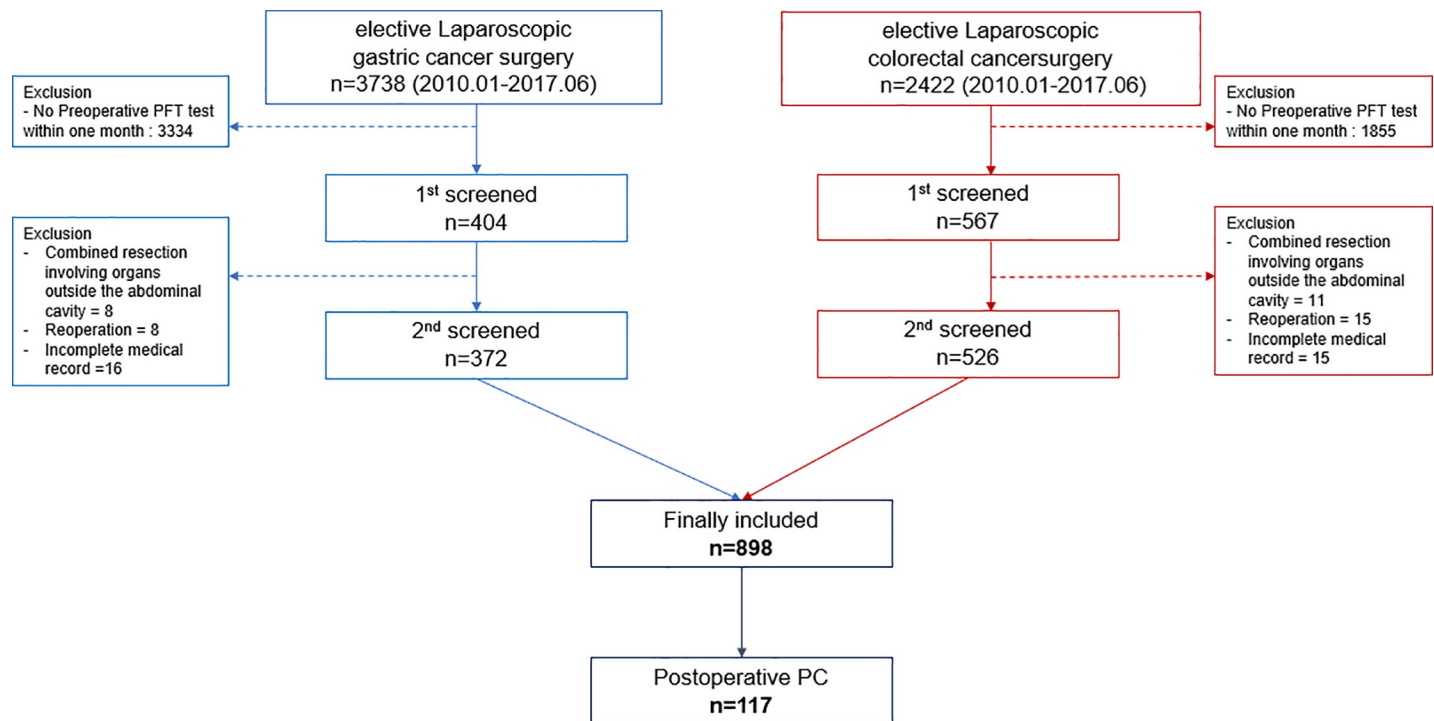 elective Laparoscopic
gastric cancer surgery
n=3738 (2010.01-2017.06)
elective Laparoscopic
colorectal cancersurgery
n=2422 (2010.01-2017.06)
Exclusion
- No Preoperative PFT test
within one month : 3334
Exclusion
- No Preoperative PFT test
within one month : 1855
1st screened
n=404
1st screened
n=567
Exclusion
- Combined resection
involving organs
outside the abdominal
cavity = 8
- Reoperation = 8
- Incomplete medical
record =16
Exclusion
- Combined resection
involving organs
outside the abdominal
cavity = 11
- Reoperation = 15
- Incomplete medical
record = 15
2nd screened
n=372
2nd screened
n=526
Finally included
n=898
Postoperative PC
n=117